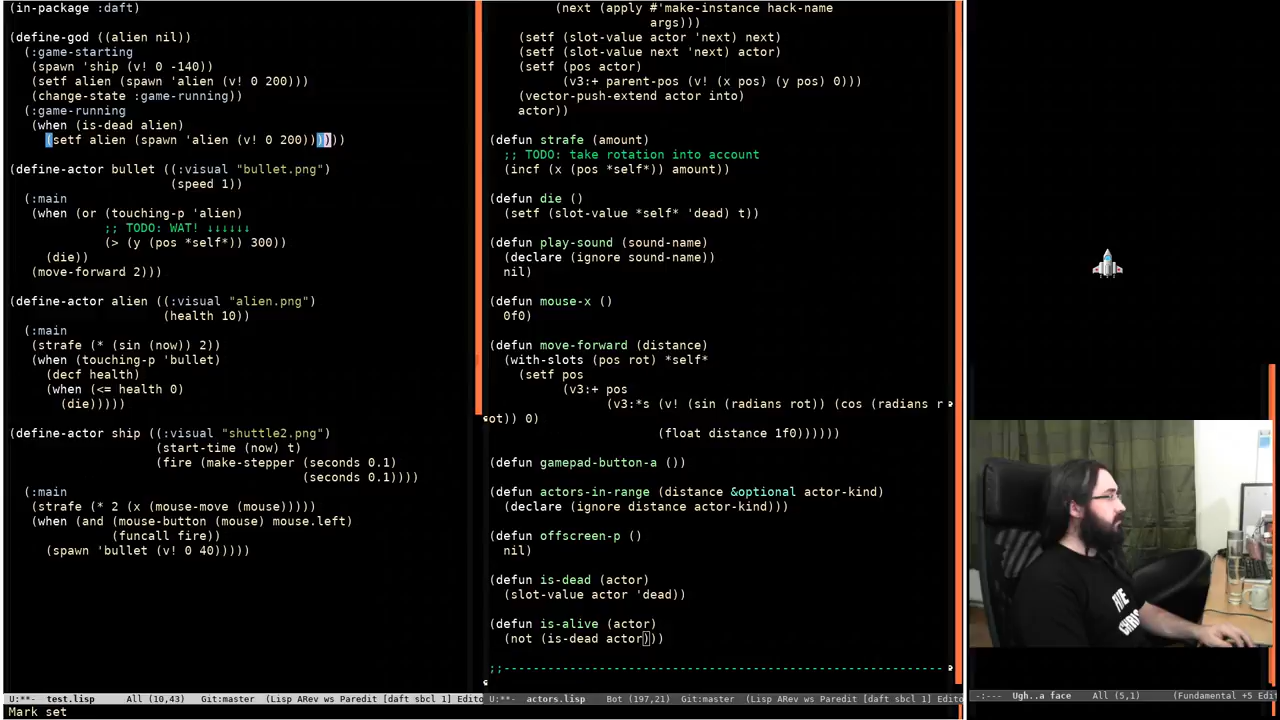 (in-package :daft)
(define-god ((alien nil))
(:game-starting
(spawn 'ship (v! 0 -140))
(setf alien (spawn 'alien (v! 0 200)))
(change-state :game-running))
(:game-running
(when (is-dead alien)
(setf alien (spawn 'alien (v! 0 200))))))
(define-actor bullet ((:visual "bullet.png")
(speed 1))
(:main
(when (or (touching-p 'alien)
;; TODO: WAT! ↓↓↓↓↓↓
(> (y (pos *self*)) 300))
(die))
(move-forward 2)))
(define-actor alien ((:visual "alien.png")
(health 10))
(:main
(strafe (* (sin (now)) 2))
(when (touching-p 'bullet)
(decf health)
(when (<= health 0)
(die)))))
(define-actor ship ((:visual "shuttle2.png")
(start-time (now) t)
(fire (make-stepper (seconds 0.1)
(seconds 0.1))))
(:main
(strafe (* 2 (x (mouse-move (mouse)))))
(when (and (mouse-button (mouse) mouse.left)
(funcall fire))
(spawn 'bullet (v! 0 40)))))
U:**-  test.lisp      All (10,43)    Git:master  (Lisp ARev ws Paredit [daft sbcl 1] Edito
Mark set
(next (apply #'make-instance hack-name
args)))
(setf (slot-value actor 'next) next)
(setf (slot-value next 'next) actor)
(setf (pos actor)
(v3:+ parent-pos (v! (x pos) (y pos) 0)))
(vector-push-extend actor into)
actor))
(defun strafe (amount)
;; TODO: take rotation into account
(incf (x (pos *self*)) amount))
(defun die ()
(setf (slot-value *self* 'dead) t))
(defun play-sound (sound-name)
(declare (ignore sound-name))
nil)
(defun mouse-x ()
0f0)
(defun move-forward (distance)
(with-slots (pos rot) *self*
(setf pos
(v3:+ pos
(v3:*s (v! (sin (radians rot)) (cos (radians r
ot)) 0)
(float distance 1f0))))))
(defun gamepad-button-a ())
(defun actors-in-range (distance &optional actor-kind)
(declare (ignore distance actor-kind)))
(defun offscreen-p ()
nil)
(defun is-dead (actor)
(slot-value actor 'dead))
(defun is-alive (actor)
(not (is-dead actor)))
;;------------------------------------------------------------
U:**-  actors.lisp    Bot (197,21)   Git:master  (Lisp ARev ws Paredit [daft sbcl 1] Edito
-:---  Ugh..a face    All (5,1)      (Fundamental +5 Edit